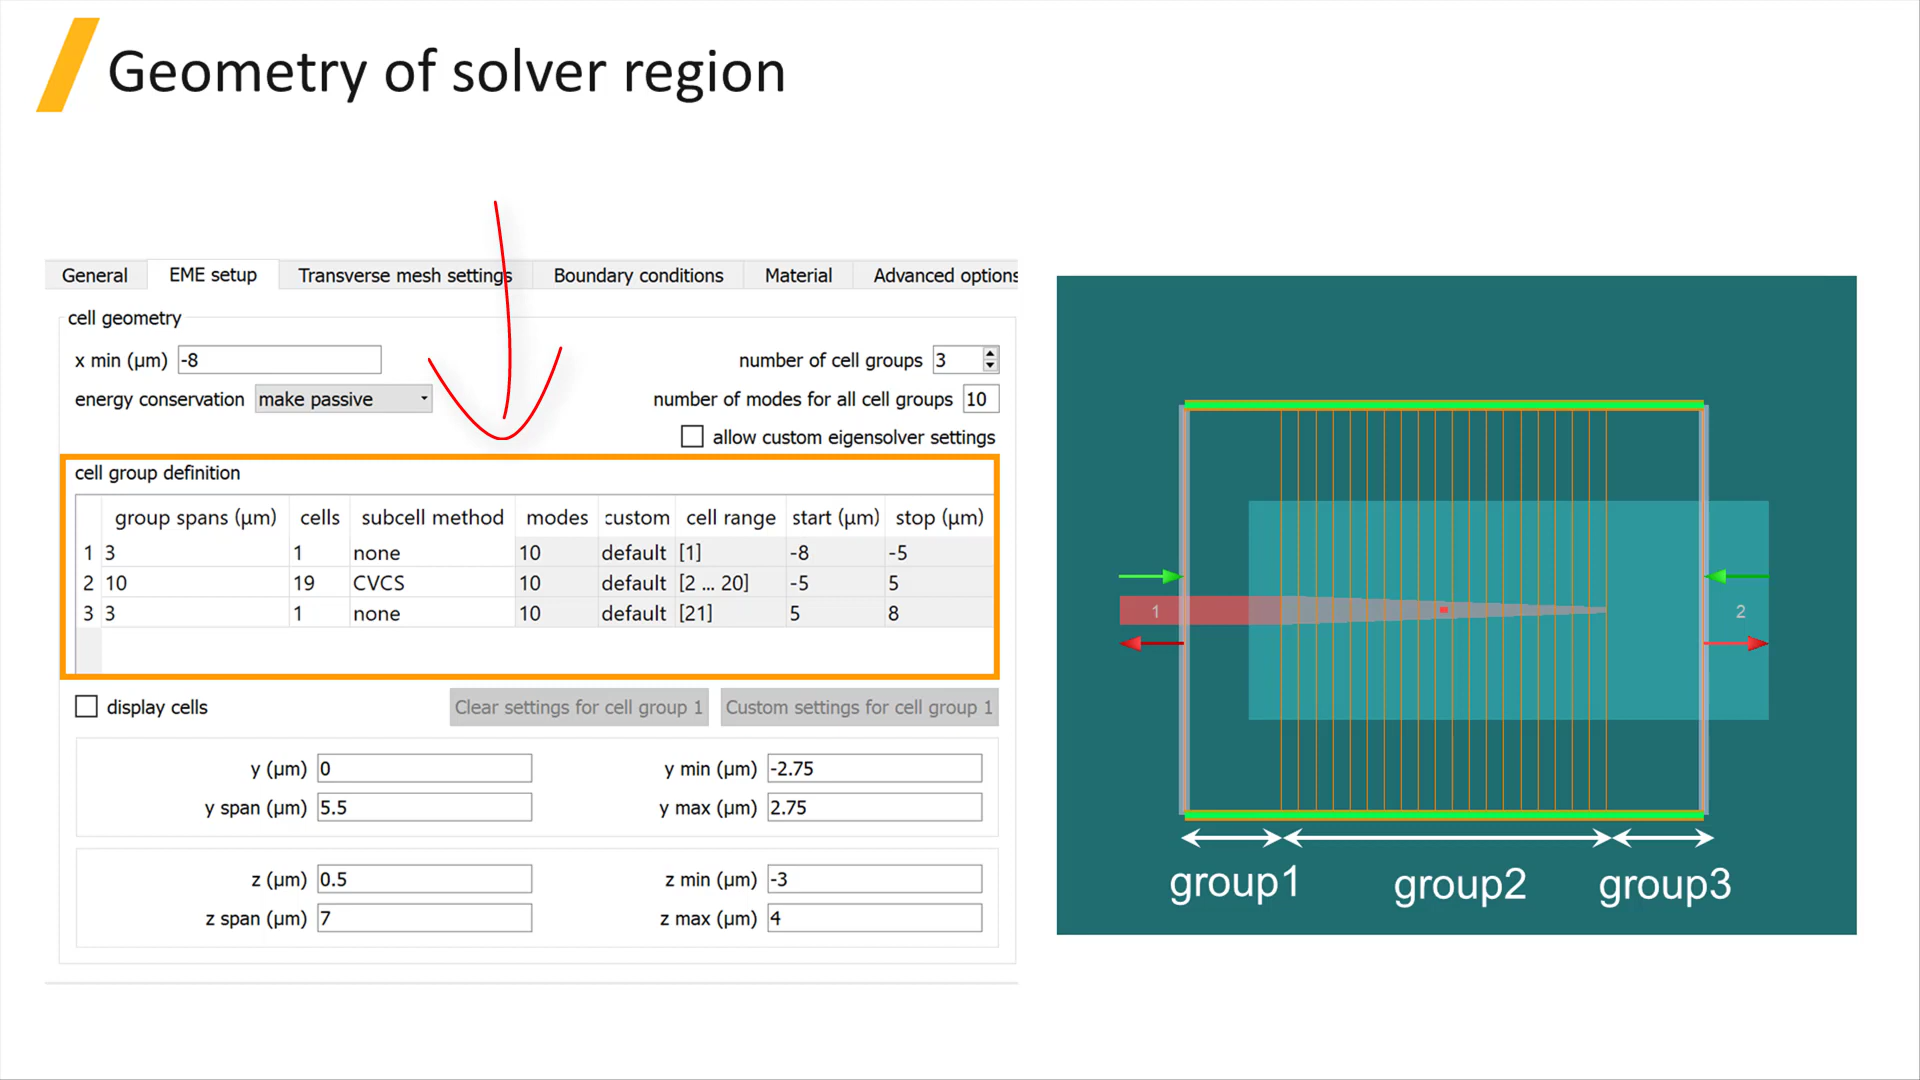 Geometry of solver region
General EME setup Transverse mesh settings Boundary conditions Material Advanced options
cell geometry
x min (µm) -8 number of cell groups 3
energy conservation make passive number of modes for all cell groups 10
allow custom eigensolver settings
cell group definition
group spans (µm) cells subcell method modes custom cell range start (µm) stop (µm)
1 3 1 none 10 default [1] -8 -5
2 10 19 CVCS 10 default [2 ... 20] -5 5
3 3 1 none 10 default [21] 5 8
display cells Clear settings for cell group 1 Custom settings for cell group 1
y (µm) 0 y min (µm) -2.75
y span (µm) 5.5 y max (µm) 2.75
z (µm) 0.5 z min (µm) -3
z span (µm) 7 z max (µm) 4
1 2
group1 group2 group3